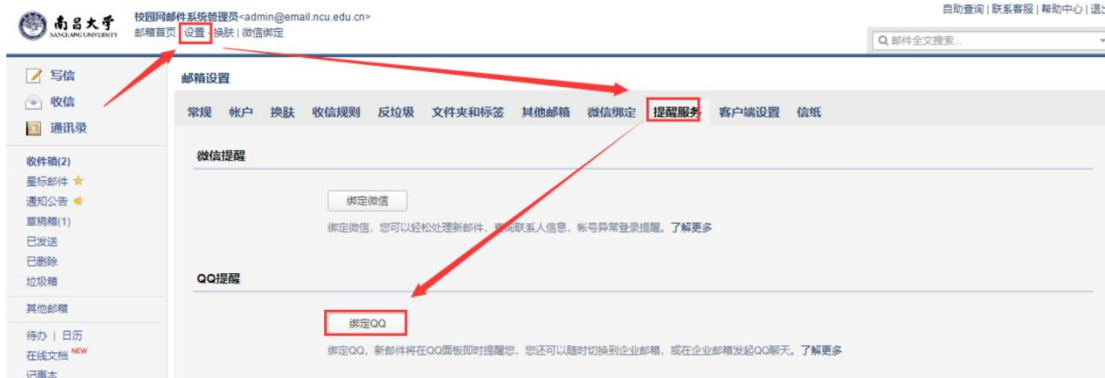 南昌大学
NANCHANG UNIVERSITY
校园网邮件系统管理员<admin@email.ncu.edu.cn>
邮箱首页 | 设置 - 换肤 | 微信绑定
自助查询 | 联系客服 | 帮助中心 | 退出
邮件全文搜索...
写信
收信
通讯录
收件箱(2)
星标邮件
通知公告
草稿箱(1)
已发送
已删除
垃圾箱
其他邮箱
待办 | 日历
在线文档 NEW
记事本
邮箱设置
常规 帐户 换肤 收信规则 反垃圾 文件夹和标签 其他邮箱 微信绑定 提醒服务 客户端设置 信纸
微信提醒
绑定微信
绑定微信，您可以轻松处理新邮件，查询联系人信息，帐号异常登录提醒。了解更多
QQ提醒
绑定QQ
绑定QQ，新邮件将在QQ面板即时提醒您，您还可以随时切换到企业邮箱，或在企业邮箱发起QQ聊天。了解更多